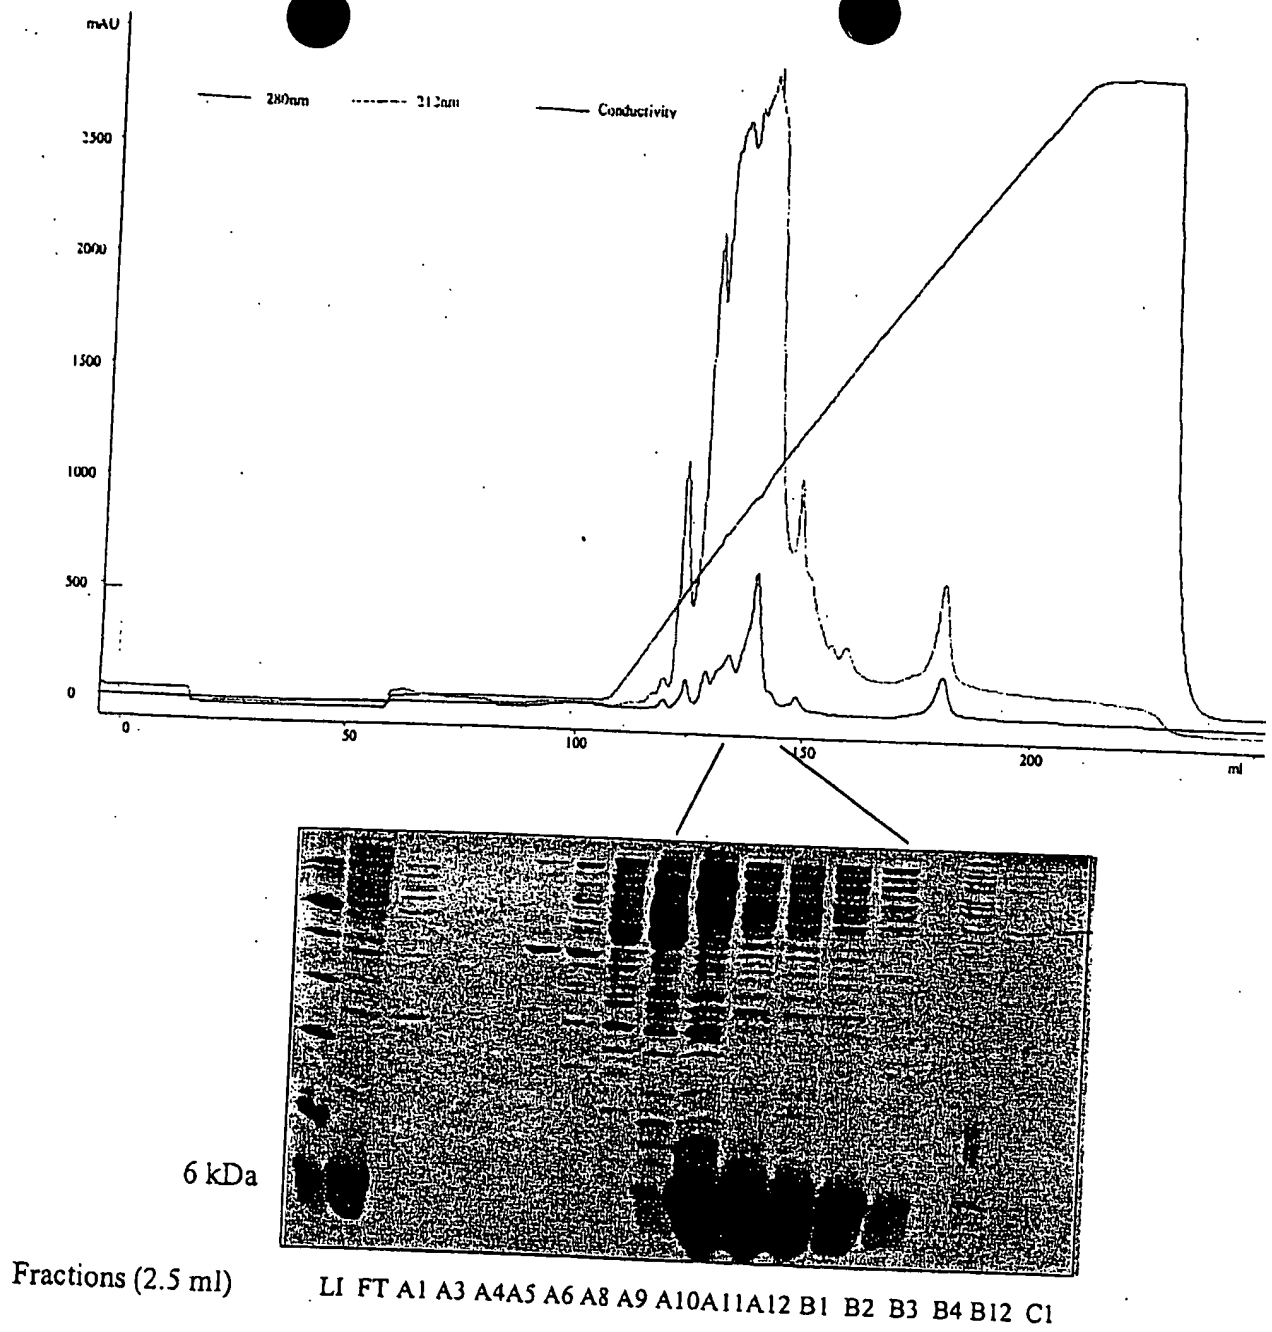 mAU
280nm 212nm Conductivity
2500
2000
1500
1000
500
0
0 50 100 150 200 ml
6 kDa
Fractions (2.5 ml) LI FT A1 A3 A4A5 A6 A8 A9 A10A11A12 B1 B2 B3 B4 B12 C1